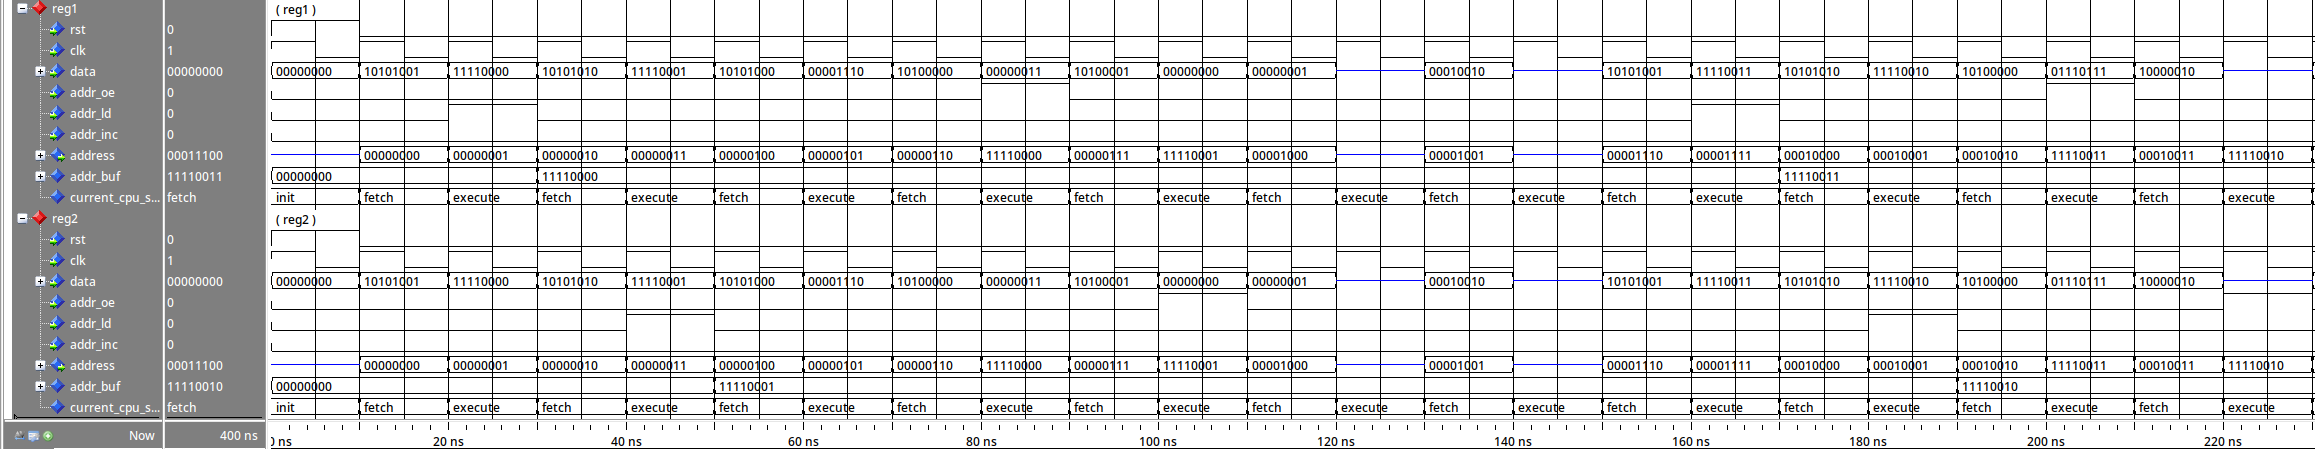 reg1 ( reg1 )
rst 0
clk 1
data 00000000 00000000 10101001 11110000 10101010 11110001 10101000 00001110 10100000 00000011 10100001 00000000 00000001 00010010 10101001 11110011 10101010 11110010 10100000 01110111 10000010
addr_oe 0
addr_ld 0
addr_inc 0
address 00011100 00000000 00000001 00000010 00000011 00000100 00000101 00000110 11110000 00000111 11110001 00001000 00001001 00001110 00001111 00010000 00010001 00010010 11110011 00010011 11110010
addr_buf 11110011 00000000 11110000 11110011
current_cpu_s... fetch init fetch execute fetch execute fetch execute fetch execute fetch execute fetch execute fetch execute fetch execute fetch execute fetch execute fetch execute
reg2 ( reg2 )
rst 0
clk 1
data 00000000 00000000 10101001 11110000 10101010 11110001 10101000 00001110 10100000 00000011 10100001 00000000 00000001 00010010 10101001 11110011 10101010 11110010 10100000 01110111 10000010
addr_oe 0
addr_ld 0
addr_inc 0
address 00011100 00000000 00000001 00000010 00000011 00000100 00000101 00000110 11110000 00000111 11110001 00001000 00001001 00001110 00001111 00010000 00010001 00010010 11110011 00010011 11110010
addr_buf 11110010 00000000 11110001 11110010
current_cpu_s... fetch init fetch execute fetch execute fetch execute fetch execute fetch execute fetch execute fetch execute fetch execute fetch execute fetch execute fetch execute
Now 400 ns 0 ns 20 ns 40 ns 60 ns 80 ns 100 ns 120 ns 140 ns 160 ns 180 ns 200 ns 220 ns